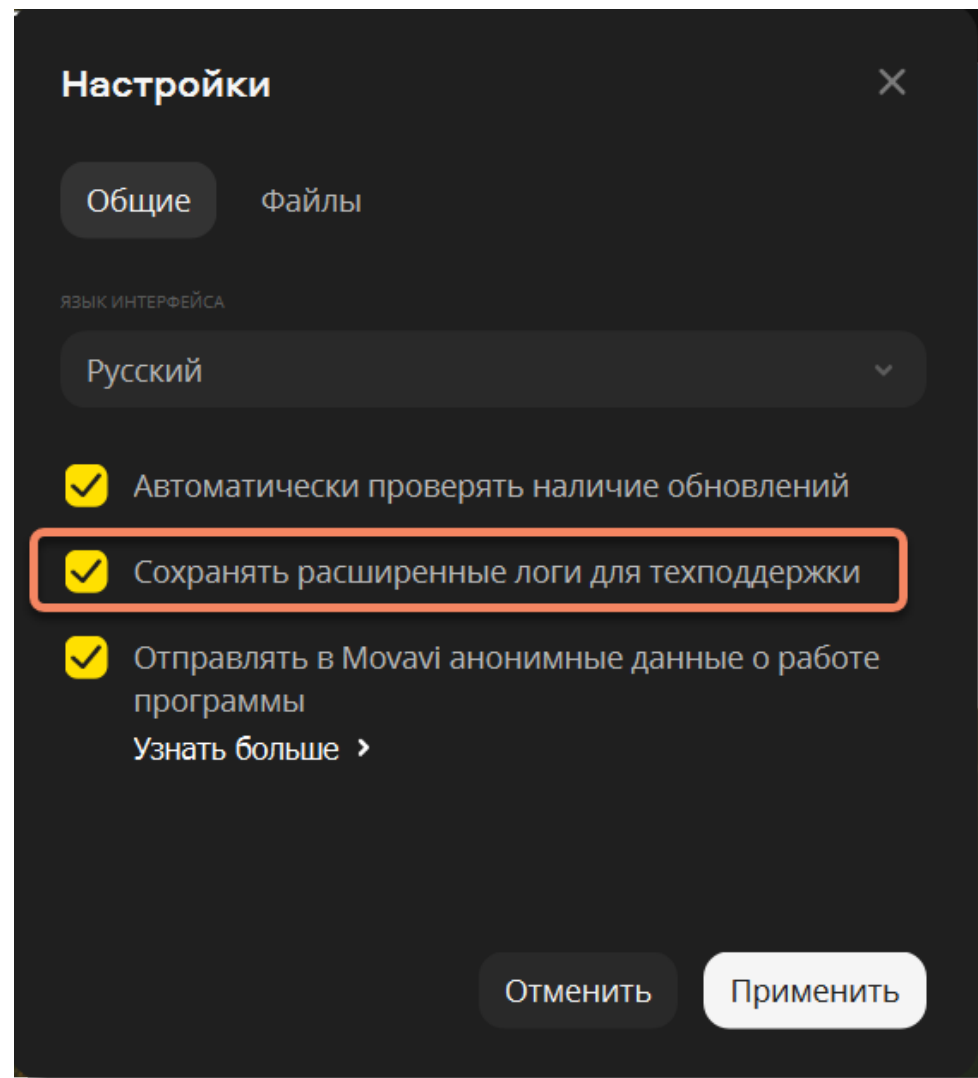 Настройки
Общие Файлы
ЯЗЫК ИНТЕРФЕЙСА
Русский
Автоматически проверять наличие обновлений
Сохранять расширенные логи для техподдержки
Отправлять в Movavi анонимные данные о работе
программы
Узнать больше
Отменить Применить